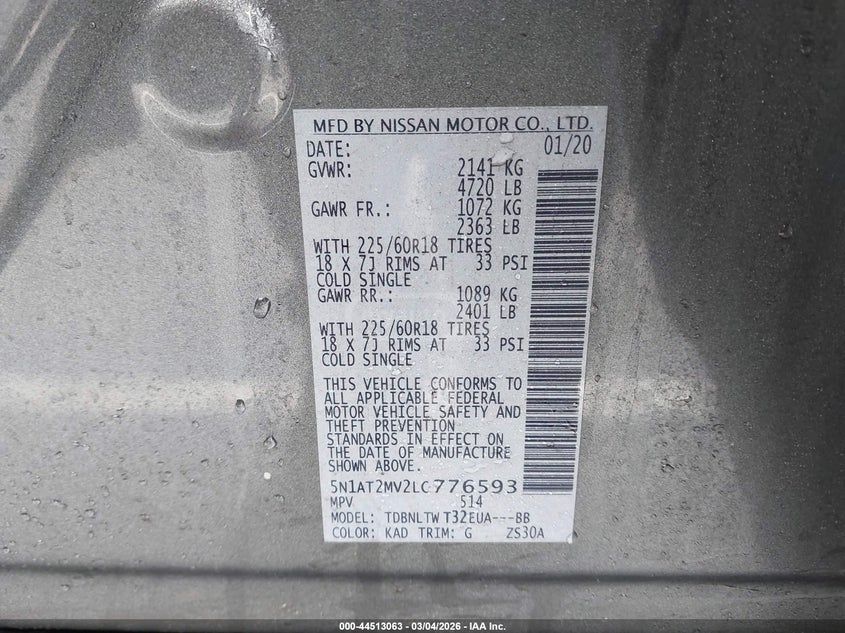 MFD BY NISSAN MOTOR CO., LTD.
DATE: 01/20
GVWR: 2141 KG
4720 LB
GAWR FR.: 1072 KG
2363 LB
WITH 225/60R18 TIRES
18 X 7J RIMS AT 33 PSI
COLD SINGLE
GAWR RR.: 1089 KG
2401 LB
WITH 225/60R18 TIRES
18 X 7J RIMS AT 33 PSI
COLD SINGLE
THIS VEHICLE CONFORMS TO
ALL APPLICABLE FEDERAL
MOTOR VEHICLE SAFETY AND
THEFT PREVENTION
STANDARDS IN EFFECT ON
THE DATE OF MANUFACTURE
SHOWN ABOVE.
5N1AT2MV2LC776593
MPV 514
MODEL: TDBNLTW T32EUA---BB
COLOR: KAD TRIM: G ZS30A
000-44513063 - 03/04/2026 - IAA Inc.